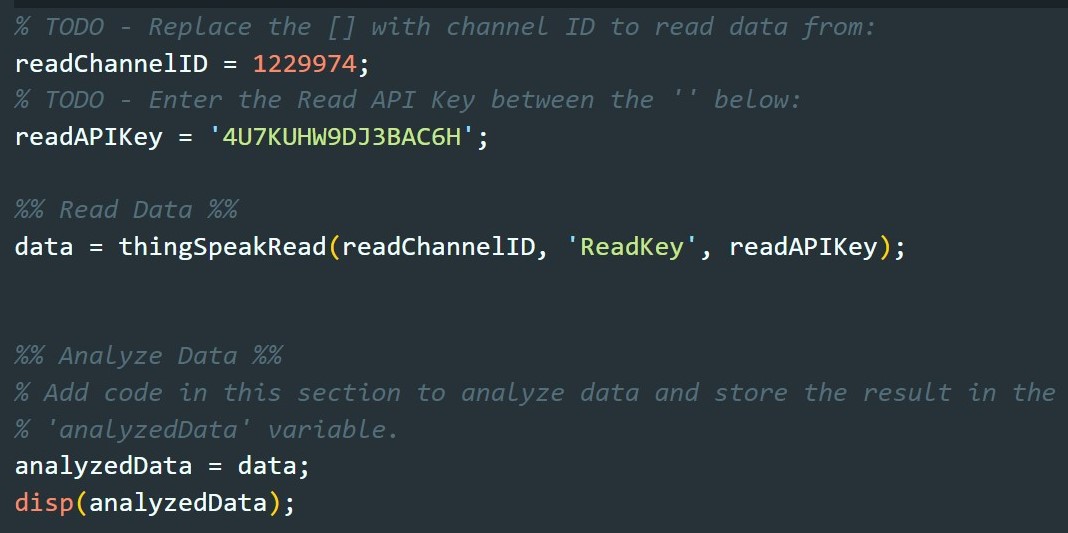 % TODO - Replace the [] with channel ID to read data from:
readChannelID = 1229974;
% TODO - Enter the Read API Key between the '' below:
readAPIKey = '4U7KUHW9DJ3BAC6H';
%% Read Data %%
data = thingSpeakRead(readChannelID, 'ReadKey', readAPIKey);
%% Analyze Data %%
% Add code in this section to analyze data and store the result in the
% 'analyzedData' variable.
analyzedData = data;
disp(analyzedData);